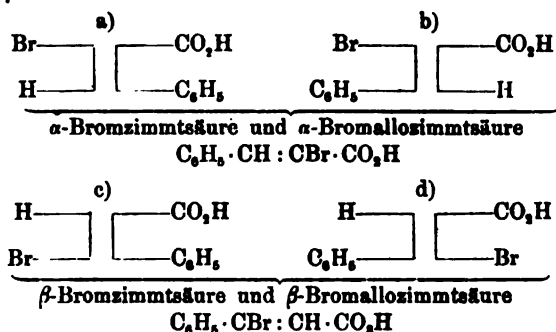 a) b)
Br CO₂H Br CO₂H
H C₆H₅ C₆H₅ H
α-Bromzimmtsäure und α-Bromallozimmtsäure
C₆H₅·CH : CBr·CO₂H
c) d)
H CO₂H H CO₂H
Br C₆H₅ C₆H₅ Br
β-Bromzimmtsäure und β-Bromallozimmtsäure
C₆H₅·CBr : CH·CO₂H